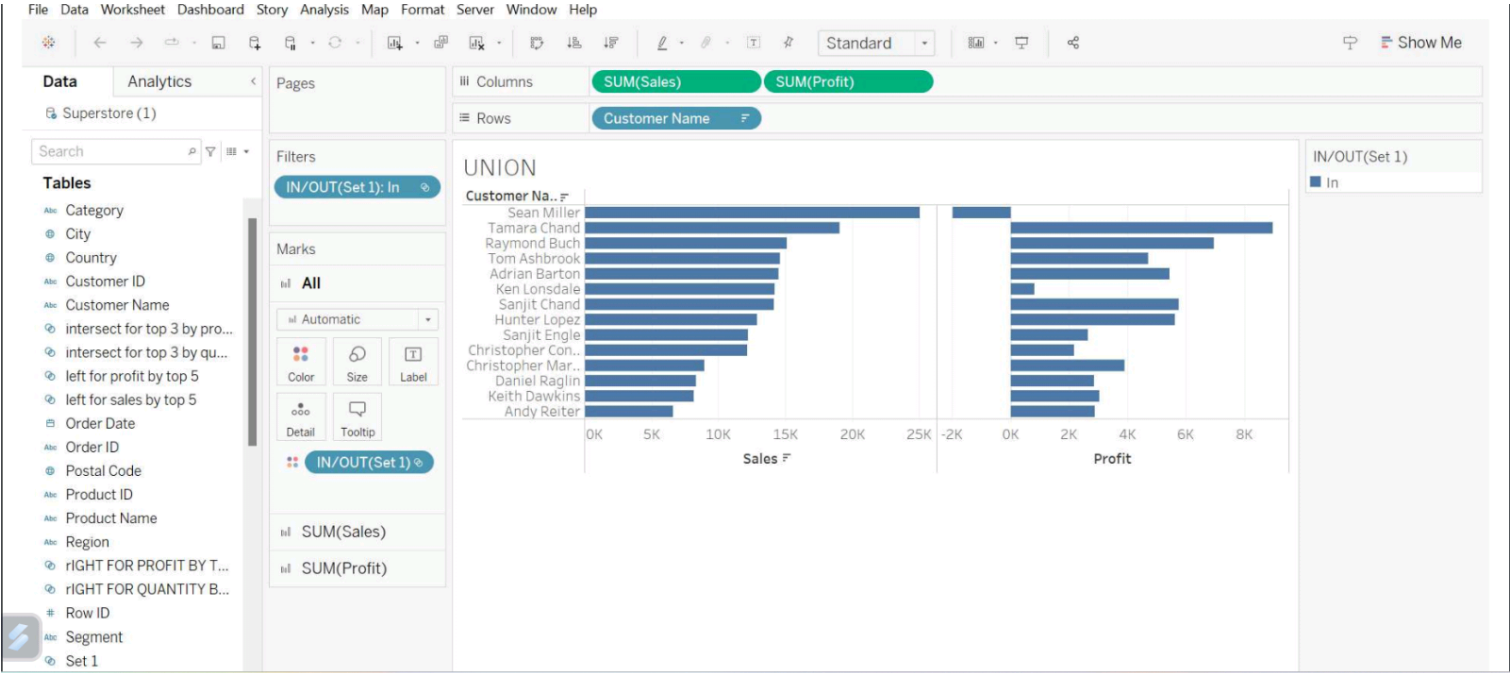 File Data Worksheet Dashboard Story Analysis Map Format Server Window Help
Standard
Show Me
Data Analytics
Superstore (1)
Search
Tables
Abc Category
City
Country
Abc Customer ID
Abc Customer Name
intersect for top 3 by pro...
intersect for top 3 by qu...
left for profit by top 5
left for sales by top 5
Order Date
Abc Order ID
Postal Code
Abc Product ID
Abc Product Name
Abc Region
rIGHT FOR PROFIT BY T...
rIGHT FOR QUANTITY B...
# Row ID
Abc Segment
Set 1
Pages
Filters
IN/OUT(Set 1): In
Marks
All
Automatic
Color Size Label
Detail Tooltip
IN/OUT(Set 1)
SUM(Sales)
SUM(Profit)
Columns SUM(Sales) SUM(Profit)
Rows Customer Name
UNION
Customer Na..
Sean Miller
Tamara Chand
Raymond Buch
Tom Ashbrook
Adrian Barton
Ken Lonsdale
Sanjit Chand
Hunter Lopez
Sanjit Engle
Christopher Con..
Christopher Mar..
Daniel Raglin
Keith Dawkins
Andy Reiter
0K 5K 10K 15K 20K 25K -2K 0K 2K 4K 6K 8K
Sales Profit
IN/OUT(Set 1)
In